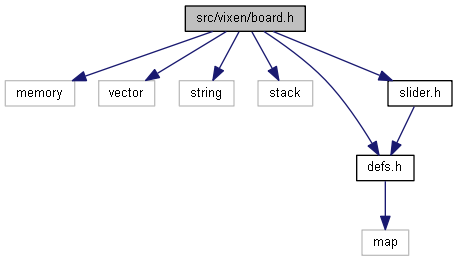 src/vixen/board.h
memory
vector
string
stack
slider.h
defs.h
map